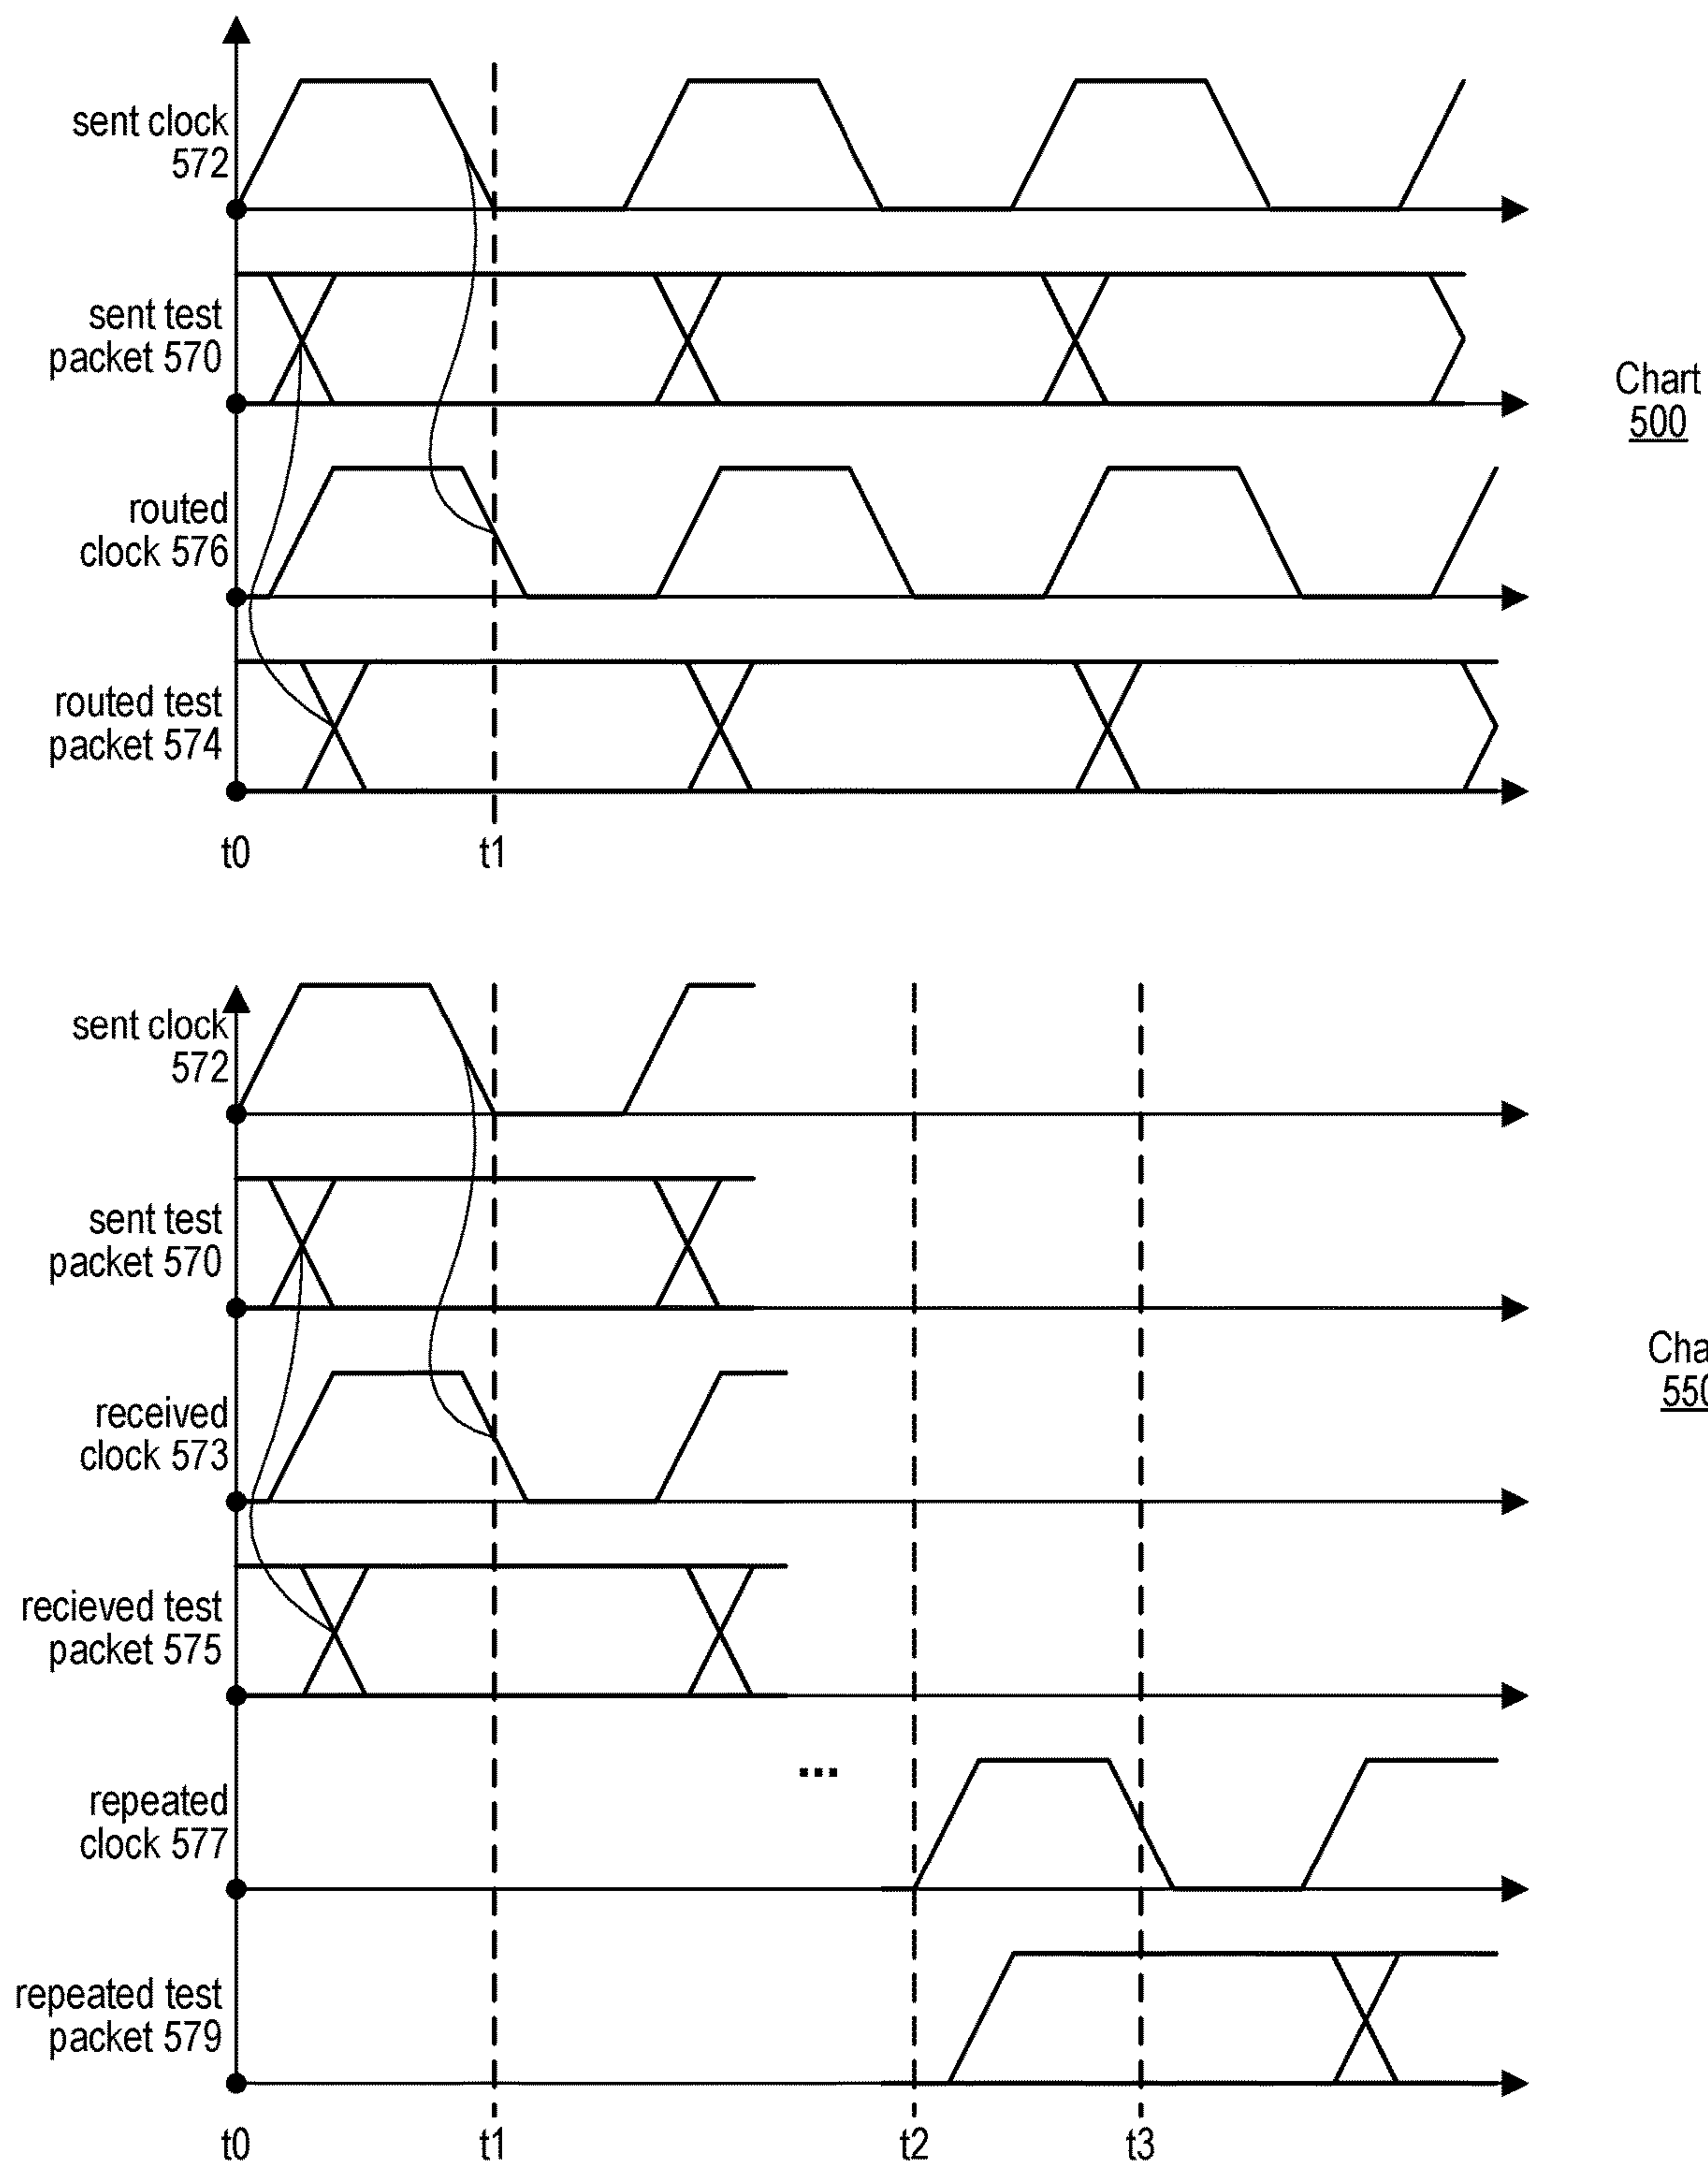 sent clock
572
sent test
packet 570
Chart
500
routed
clock 576
routed test
packet 574
t0 t1
sent clock
572
sent test
packet 570
Cha
550
received
clock 573
recieved test
packet 575
...
repeated
clock 577
repeated test
packet 579
t0 t1 t2 t3